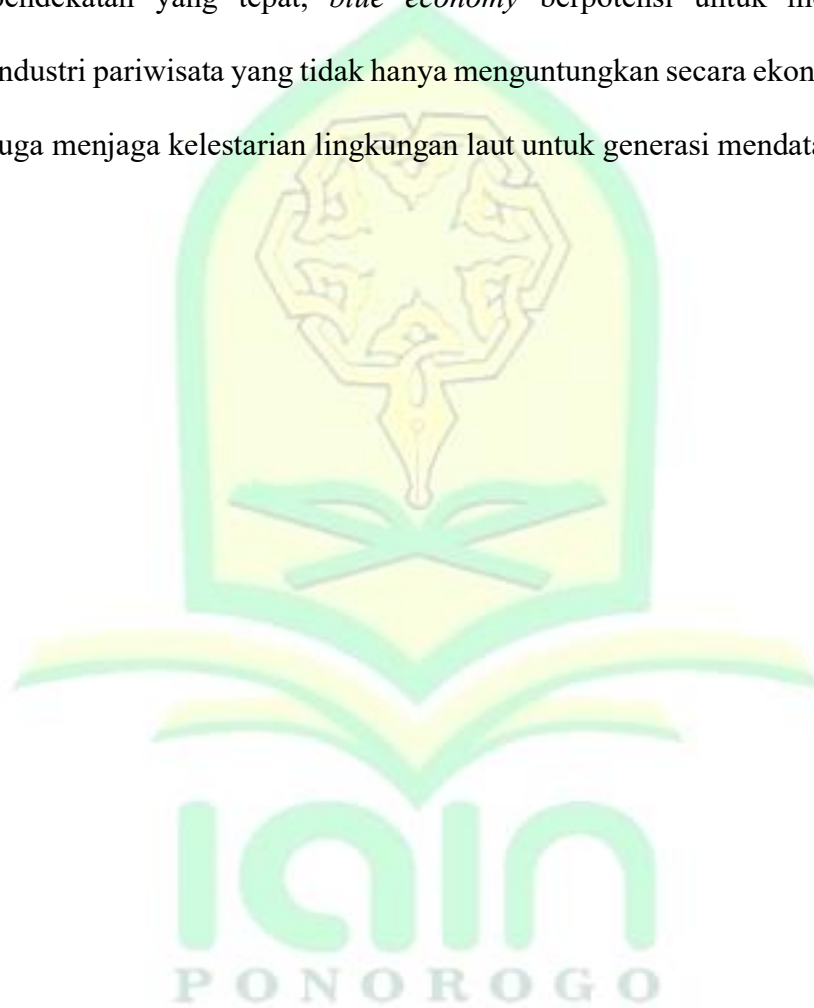 yang tepat, blue economy berpotensi untuk
industri pariwisata yang tidak hanya menguntungkan secara
juga menjaga kelestarian lingkungan laut untuk generasi
iain
PONOROGO